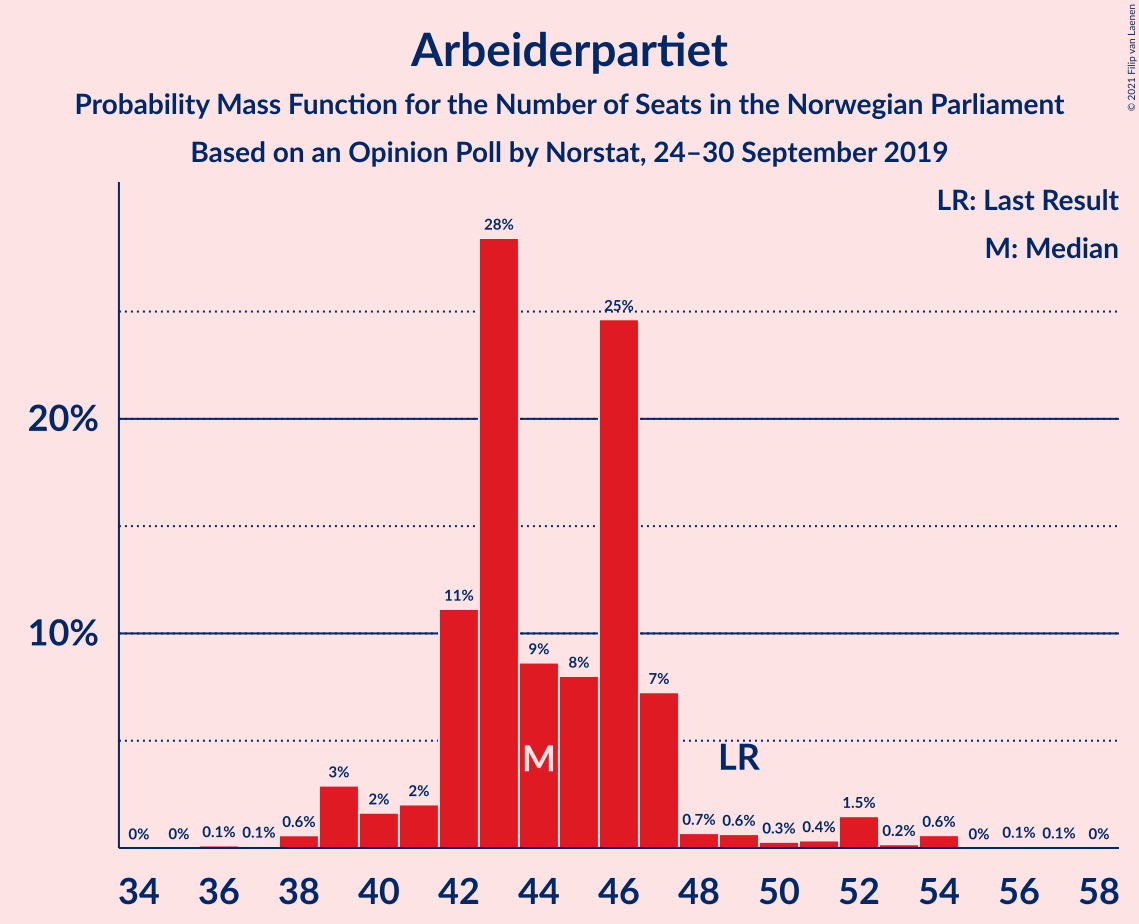 Arbeiderpartiet
Probability Mass Function for the Number of Seats in the Norwegian Parliament
Based on an Opinion Poll by Norstat, 24–30 September 2019
© 2021 Filip van Laenen
LR: Last Result
M: Median
28%
25%
20%
11%
10%
9%
8%
7%
M
LR
3%
2%
2%
1.5%
0% 0% 0.1% 0.1% 0.6% 0.7% 0.6% 0.3% 0.4% 0.2% 0.6% 0% 0.1% 0.1% 0%
34 36 38 40 42 44 46 48 50 52 54 56 58